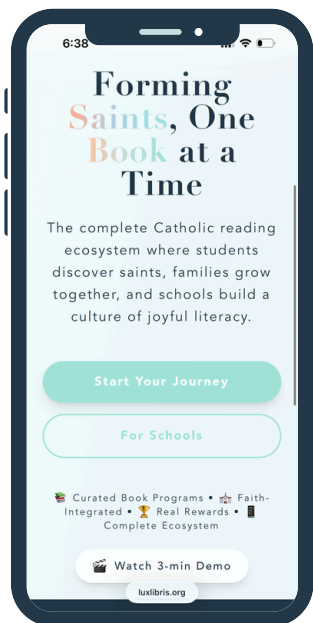 6:38
Forming
Saints, One
Book at a
Time
The complete Catholic reading
ecosystem where students
discover saints, families grow
together, and schools build a
culture of joyful literacy.
Start Your Journey
For Schools
📚 Curated Book Programs • ⛪ Faith-
Integrated • 🏆 Real Rewards • 📱
Complete Ecosystem
🎬 Watch 3-min Demo
luxlibris.org